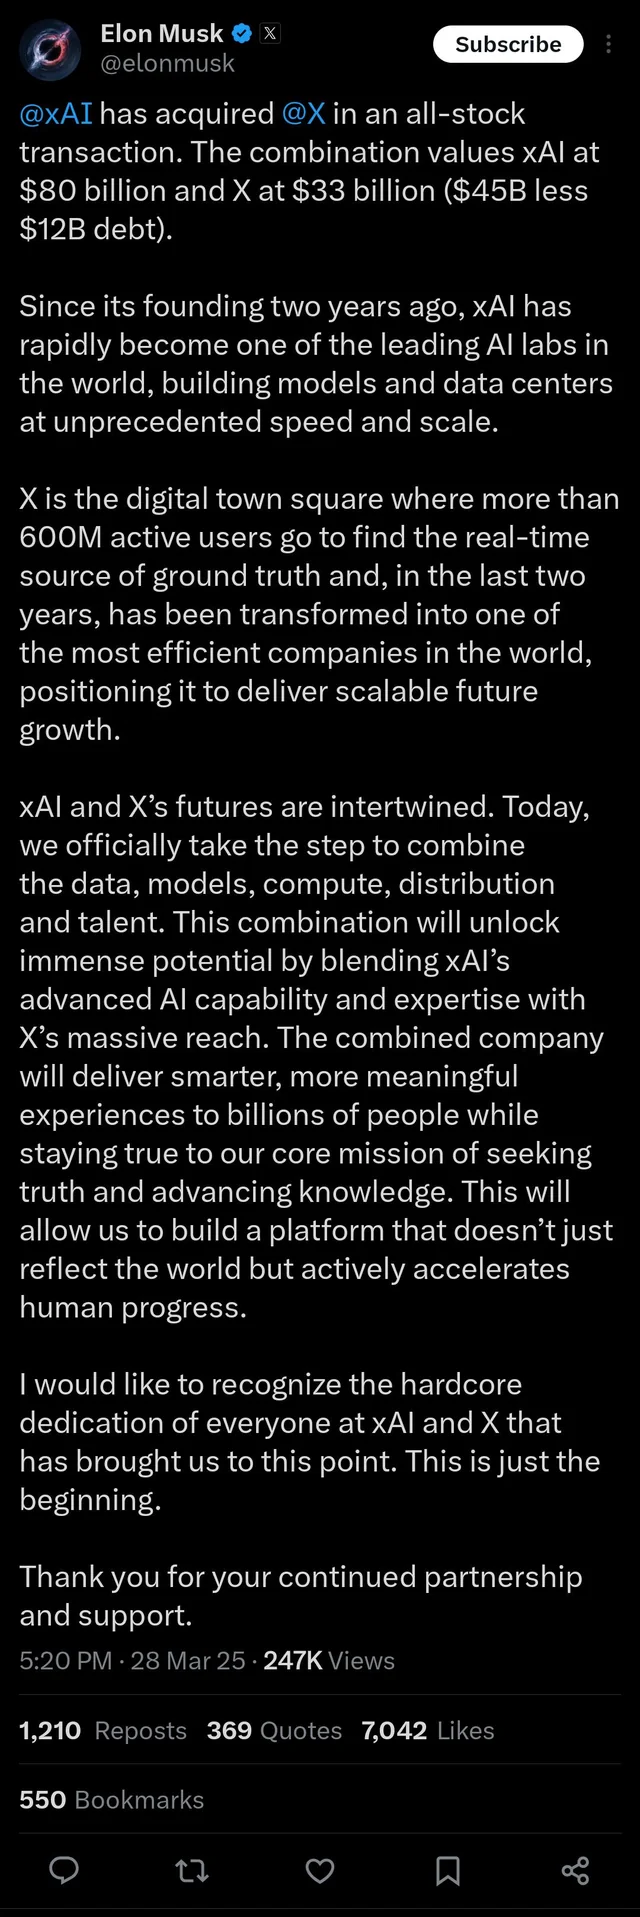 Elon Musk
@elonmusk
Subscribe
@xAI has acquired @X in an all-stock
transaction. The combination values xAI at
$80 billion and X at $33 billion ($45B less
$12B debt).
Since its founding two years ago, xAI has
rapidly become one of the leading AI labs in
the world, building models and data centers
at unprecedented speed and scale.
X is the digital town square where more than
600M active users go to find the real-time
source of ground truth and, in the last two
years, has been transformed into one of
the most efficient companies in the world,
positioning it to deliver scalable future
growth.
xAI and X’s futures are intertwined. Today,
we officially take the step to combine
the data, models, compute, distribution
and talent. This combination will unlock
immense potential by blending xAI’s
advanced AI capability and expertise with
X’s massive reach. The combined company
will deliver smarter, more meaningful
experiences to billions of people while
staying true to our core mission of seeking
truth and advancing knowledge. This will
allow us to build a platform that doesn’t just
reflect the world but actively accelerates
human progress.
I would like to recognize the hardcore
dedication of everyone at xAI and X that
has brought us to this point. This is just the
beginning.
Thank you for your continued partnership
and support.
5:20 PM · 28 Mar 25 · 247K Views
1,210 Reposts 369 Quotes 7,042 Likes
550 Bookmarks